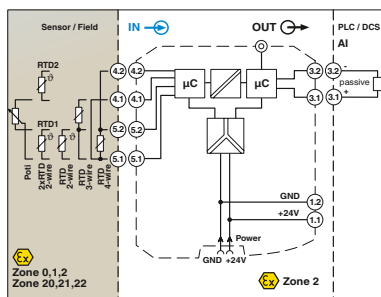 Sensor / Field
IN
OUT
PLC / DCS
AI
RTD2
ϑ
4.2
4.2
µC
µC
3.2
3.2
-
passive
4.1
4.1
3.1
3.1
+
RTD1
ϑ
ϑ
ϑ
ϑ
5.2
5.2
5.1
5.1
Poti
2xRTD
2-wire
RTD
2-wire
RTD
3-wire
RTD
4-wire
GND
1.2
+24V
1.1
Power
GND +24V
Ex
Zone 0,1,2
Zone 20,21,22
Ex
Zone 2